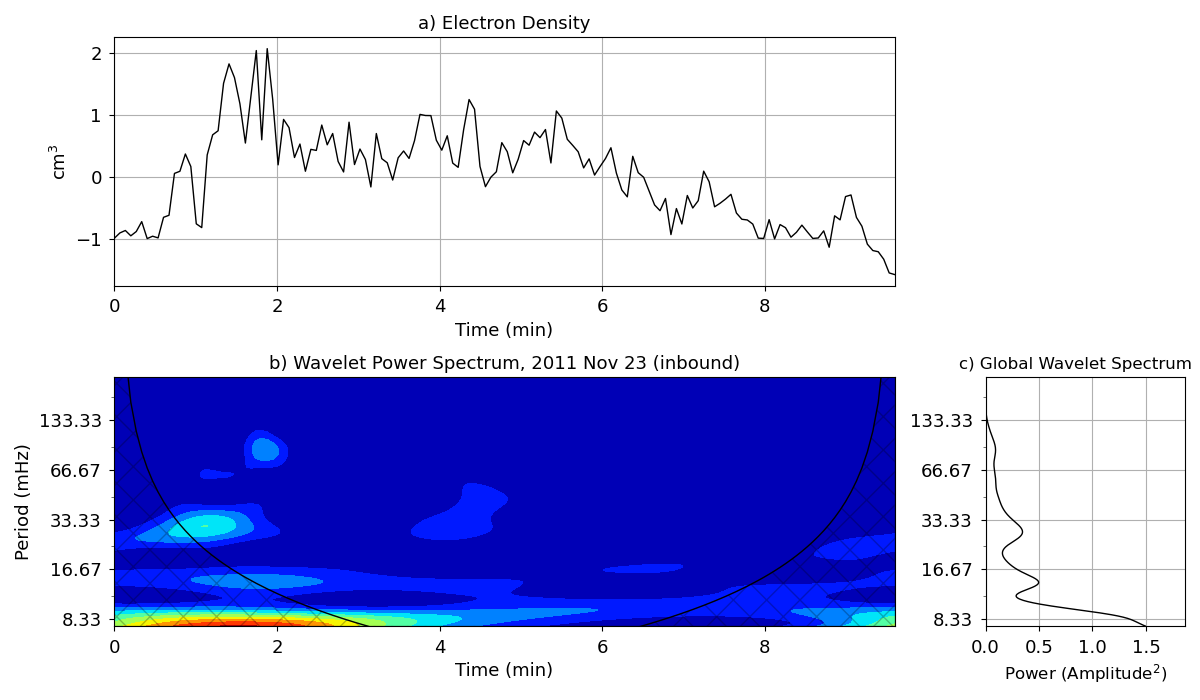 a) Electron Density
2
1
0
−1
cm³
0 2 4 6 8
Time (min)
b) Wavelet Power Spectrum, 2011 Nov 23 (inbound)
c) Global Wavelet Spectrum
133.33
66.67
33.33
16.67
8.33
Period (mHz)
0 2 4 6 8
Time (min)
133.33
66.67
33.33
16.67
8.33
0.0 0.5 1.0 1.5
Power (Amplitude²)